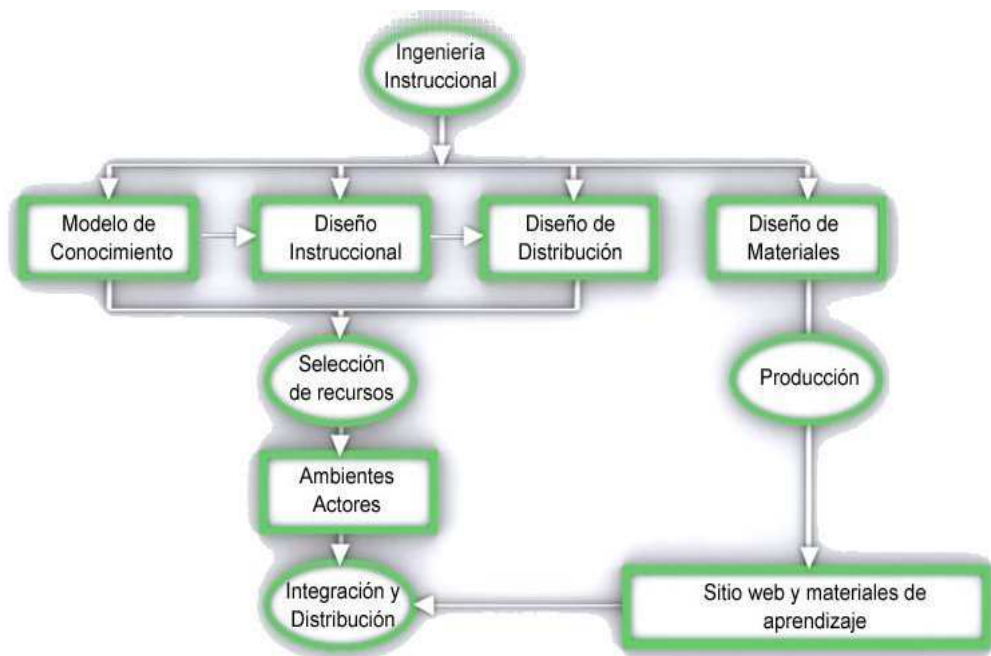 Ingeniería
Instruccional
Modelo de
Conocimiento
Diseño
Instruccional
Diseño de
Distribución
Diseño de
Materiales
Selección
de recursos
Producción
Ambientes
Actores
Integración y
Distribución
Sitio web y materiales de
aprendizaje